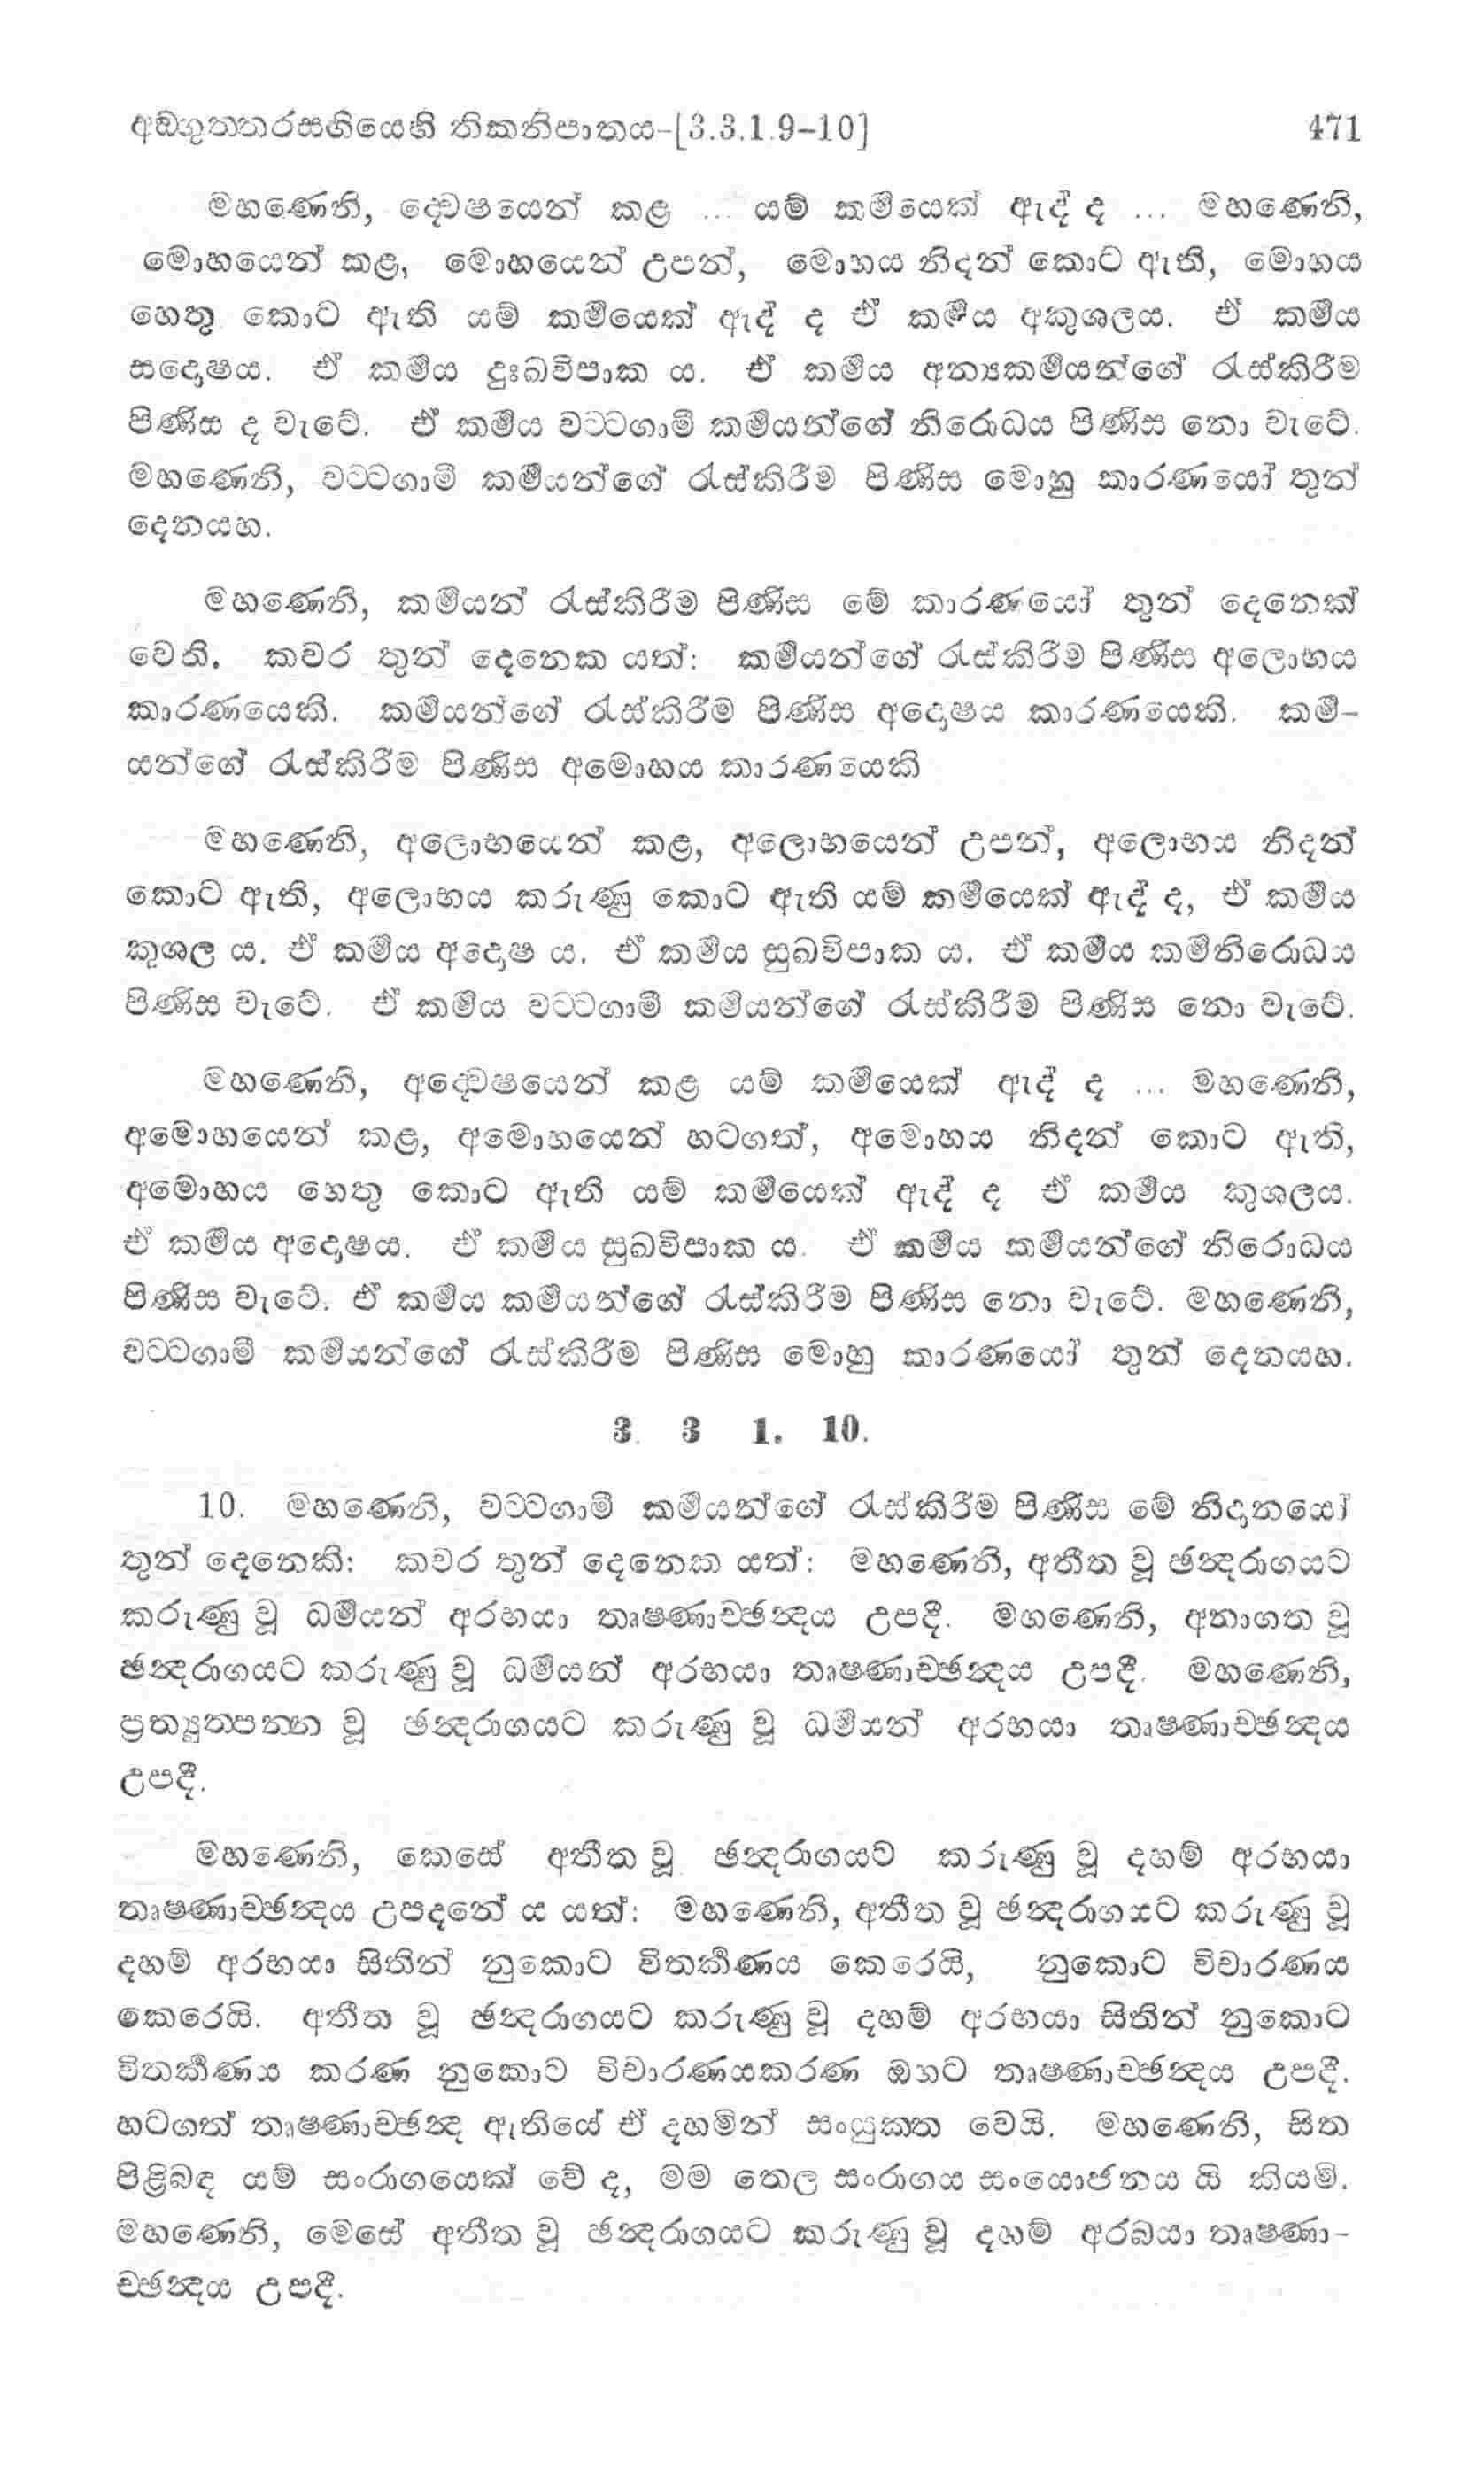 අඞ්ගුත්තරසඟියෙහි තිකනිපාතය-[3.3.1.9-10] 471
මහණෙනි, ද්වෙෂයෙන් කළ ... යම් කර්මයෙක් ඇද් ද ... මහණෙනි,
මොහයෙන් කළ, මොහයෙන් උපන්, මොහය නිදන් කොට ඇති, මොහය
හෙතු කොට ඇති යම් කර්මයෙක් ඇද් ද ඒ කර්මය අකුශලය. ඒ කර්මය
සදොෂය. ඒ කර්මය දුඃඛවිපාක ය. ඒ කර්මය අන්‍යකර්මයන්ගේ රැස්කිරීම
පිණිස ද වැටේ. ඒ කර්මය වට්ටගාමී කර්මයන්ගේ නිරොධය පිණිස නො වැටේ.
මහණෙනි, වට්ටගාමී කර්මයන්ගේ රැස්කිරීම පිණිස මොහු කාරණයෝ තුන්
දෙනයහ.
මහණෙනි, කර්මයන් රැස්කිරීම පිණිස මේ කාරණයෝ තුන් දෙනෙක්
වෙති. කවර තුන් දෙනෙක යත්: කර්මයන්ගේ රැස්කිරීම පිණිස අලොභය
කාරණයෙකි. කර්මයන්ගේ රැස්කිරීම පිණිස අදොෂය කාරණයෙකි. කර්ම-
යන්ගේ රැස්කිරීම පිණිස අමොහය කාරණයෙකි
මහණෙනි, අලොභයෙන් කළ, අලොභයෙන් උපන්, අලොභය නිදන්
කොට ඇති, අලොභය කරුණු කොට ඇති යම් කර්මයෙක් ඇද් ද, ඒ කර්මය
කුශල ය. ඒ කර්මය අදොෂ ය. ඒ කර්මය සුඛවිපාක ය. ඒ කර්මය කර්මනිරොධය
පිණිස වැටේ. ඒ කර්මය වට්ටගාමී කර්මයන්ගේ රැස්කිරීම පිණිස නො වැටේ.
මහණෙනි, අද්වෙෂයෙන් කළ යම් කර්මයෙක් ඇද් ද ... මහණෙනි,
අමොහයෙන් කළ, අමොහයෙන් හටගත්, අමොහය නිදන් කොට ඇති,
අමොහය හෙතු කොට ඇති යම් කර්මයෙක් ඇද් ද ඒ කර්මය කුශලය.
ඒ කර්මය අදොෂය. ඒ කර්මය සුඛවිපාක ය. ඒ කර්මය කර්මයන්ගේ නිරොධය
පිණිස වැටේ. ඒ කර්මය කර්මයන්ගේ රැස්කිරීම පිණිස නො වැටේ. මහණෙනි,
වට්ටගාමී කර්මයන්ගේ රැස්කිරීම පිණිස මොහු කාරණයෝ තුන් දෙනයහ.
3. 3 1. 10.
10. මහණෙනි, වට්ටගාමී කර්මයන්ගේ රැස්කිරීම පිණිස මේ නිදානයෝ
තුන් දෙනෙකි: කවර තුන් දෙනෙක යත්: මහණෙනි, අතීත වූ ඡන්දරාගයට
කරුණු වූ ධර්මයන් අරභයා තෘෂ්ණාච්ඡන්දය උපදී. මහණෙනි, අනාගත වූ
ඡන්දරාගයට කරුණු වූ ධර්මයන් අරභයා තෘෂ්ණාච්ඡන්දය උපදී. මහණෙනි,
ප්‍රත්‍යුත්පන්න වූ ඡන්දරාගයට කරුණු වූ ධර්මයන් අරභයා තෘෂ්ණාච්ඡන්දය
උපදී.
මහණෙනි, කෙසේ අතීත වූ ඡන්දරාගයට කරුණු වූ දහම් අරභයා
තෘෂ්ණාච්ඡන්දය උපදනේ ය යත්: මහණෙනි, අතීත වූ ඡන්දරාගයට කරුණු වූ
දහම් අරභයා සිතින් නුකොට විතර්කණය කෙරෙයි, නුකොට විචාරණය
කෙරෙයි. අතීත වූ ඡන්දරාගයට කරුණු වූ දහම් අරභයා සිතින් නුකොට
විතර්කණය කරණ නුකොට විචාරණයකරණ ඔහට තෘෂ්ණාච්ඡන්දය උපදී.
හටගත් තෘෂ්ණාච්ඡන්ද ඇතියේ ඒ දහමින් සංයුක්ත වෙයි. මහණෙනි, සිත
පිළිබඳ යම් සංරාගයෙක් වේ ද, මම තෙල සංරාගය සංයොජනය යි කියමි.
මහණෙනි, මෙසේ අතීත වූ ඡන්දරාගයට කරුණු වූ දහම් අරබයා තෘෂ්ණා-
ච්ඡන්දය උපදී.